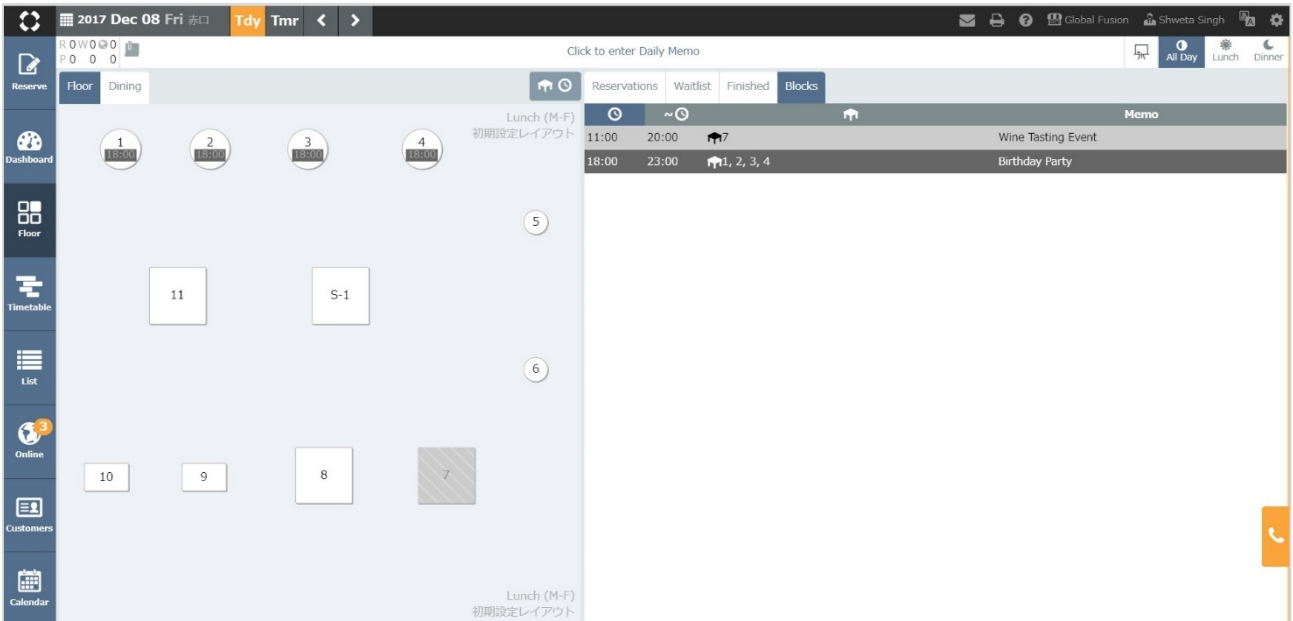 2017 Dec 08 Fri 赤口 Tdy Tmr Global Fusion Shweta Singh
R 0 W 0 0
P 0 0 0
Click to enter Daily Memo
All Day Lunch Dinner
Reserve
Dashboard
Floor
Timetable
List
3
Online
Customers
Calendar
Floor Dining
Lunch (M-F)
初期設定レイアウト
1 2 3 4
18:00 18:00 18:00 18:00
5
11 S-1
6
10 9 8 7
Lunch (M-F)
初期設定レイアウト
Reservations Waitlist Finished Blocks
~ Memo
11:00 20:00 7 Wine Tasting Event
18:00 23:00 1, 2, 3, 4 Birthday Party